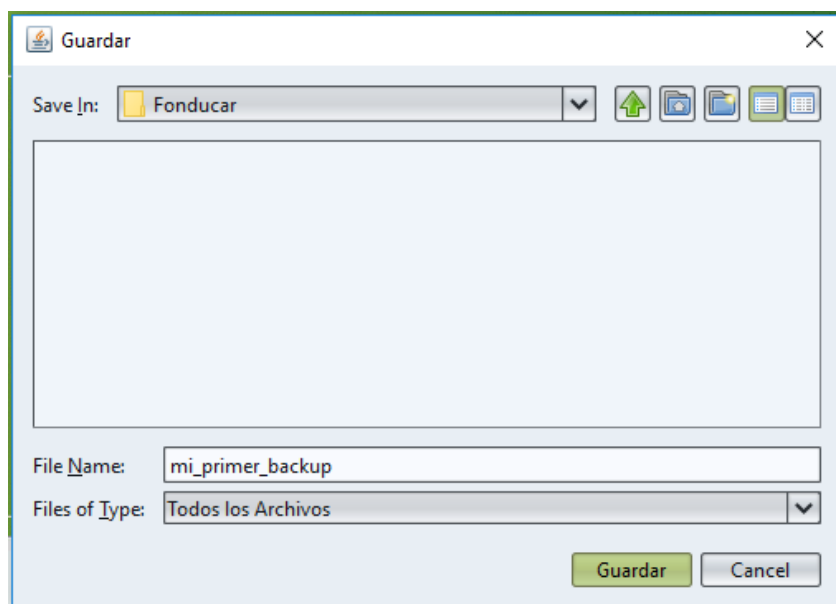 Guardar
Save In: Fonducar
File Name: mi_primer_backup
Files of Type: Todos los Archivos
Guardar Cancel